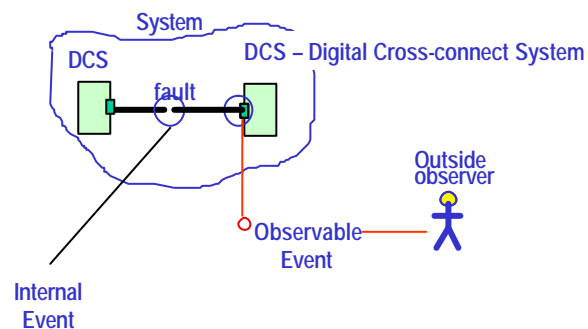 System
DCS
DCS – Digital Cross-connect System
fault
Outside
observer
Observable
Event
Internal
Event